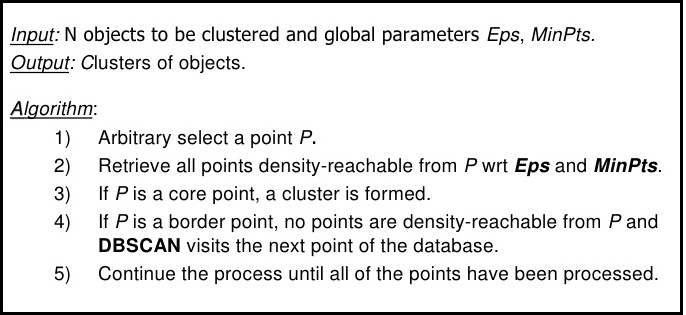 Input: N objects to be clustered and global parameters Eps, MinPts.
Output: Clusters of objects.
Algorithm:
1) Arbitrary select a point P.
2) Retrieve all points density-reachable from P wrt Eps and MinPts.
3) If P is a core point, a cluster is formed.
4) If P is a border point, no points are density-reachable from P and
DBSCAN visits the next point of the database.
5) Continue the process until all of the points have been processed.